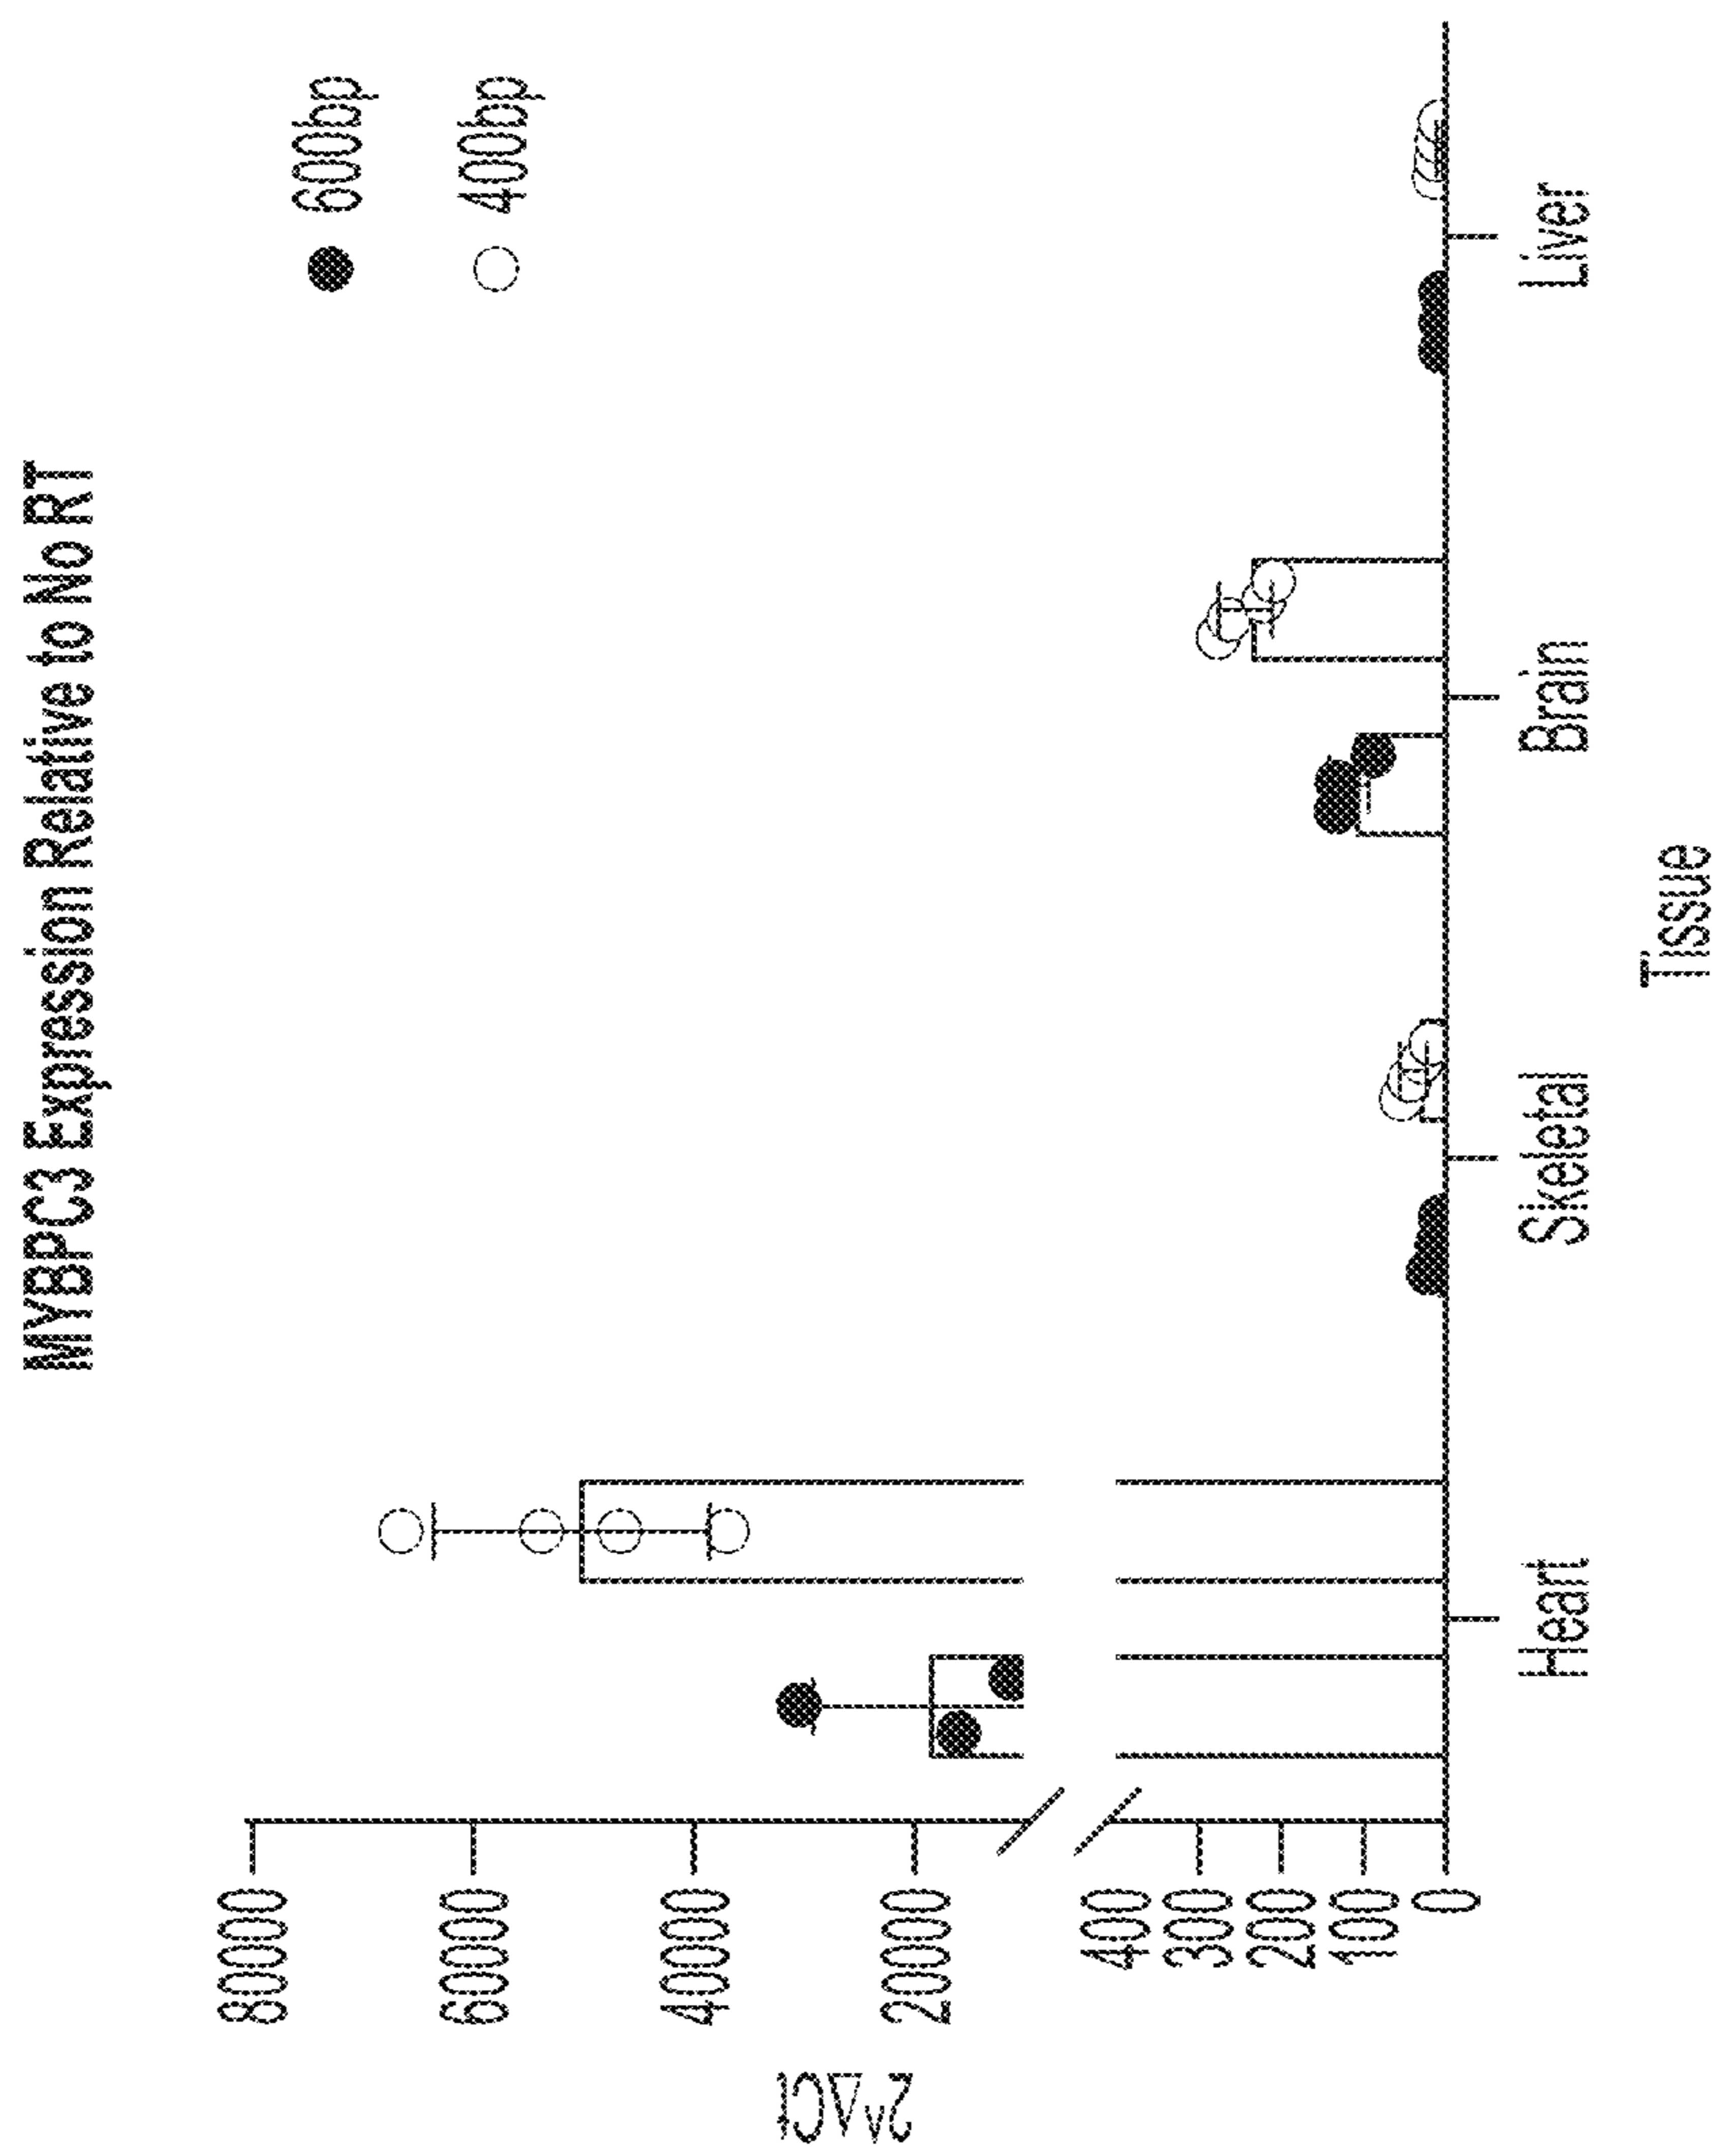 MYBPC3 Expression Relative to No RT
600bp
400bp
2^ΔCt
80000
60000
40000
20000
400
300
200
100
0
Heart
Skeletal
Brain
Liver
Tissue